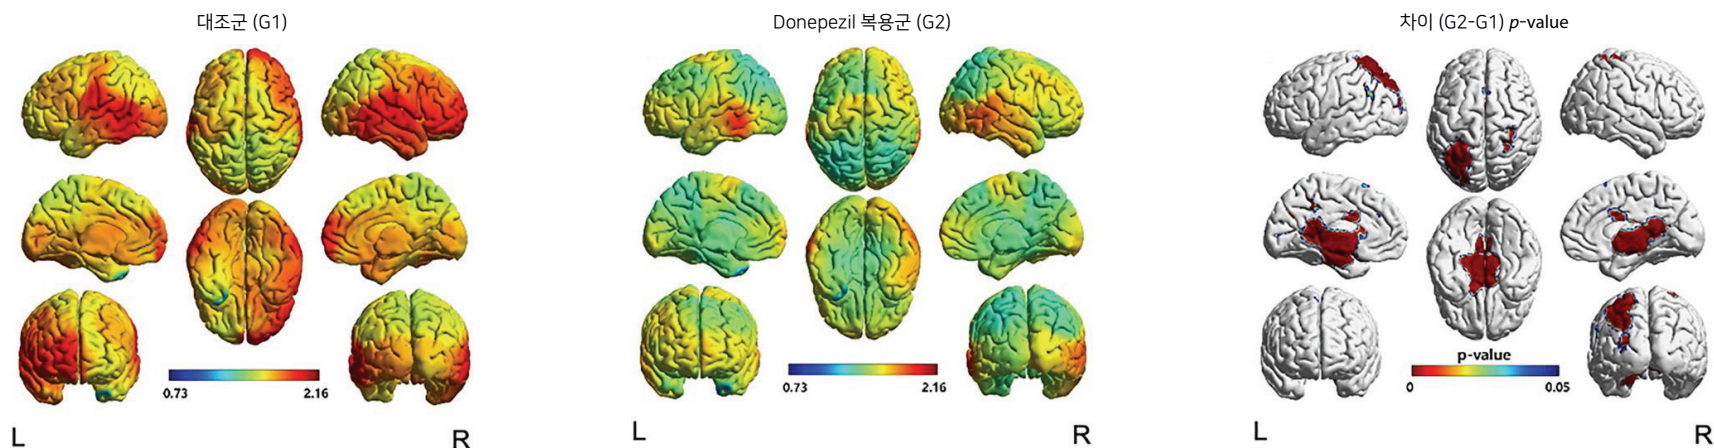 대조군 (G1)
Donepezil 복용군 (G2)
차이 (G2-G1) p-value
0.73 2.16
0.73 2.16
p-value
0 0.05
L R
L R
L R